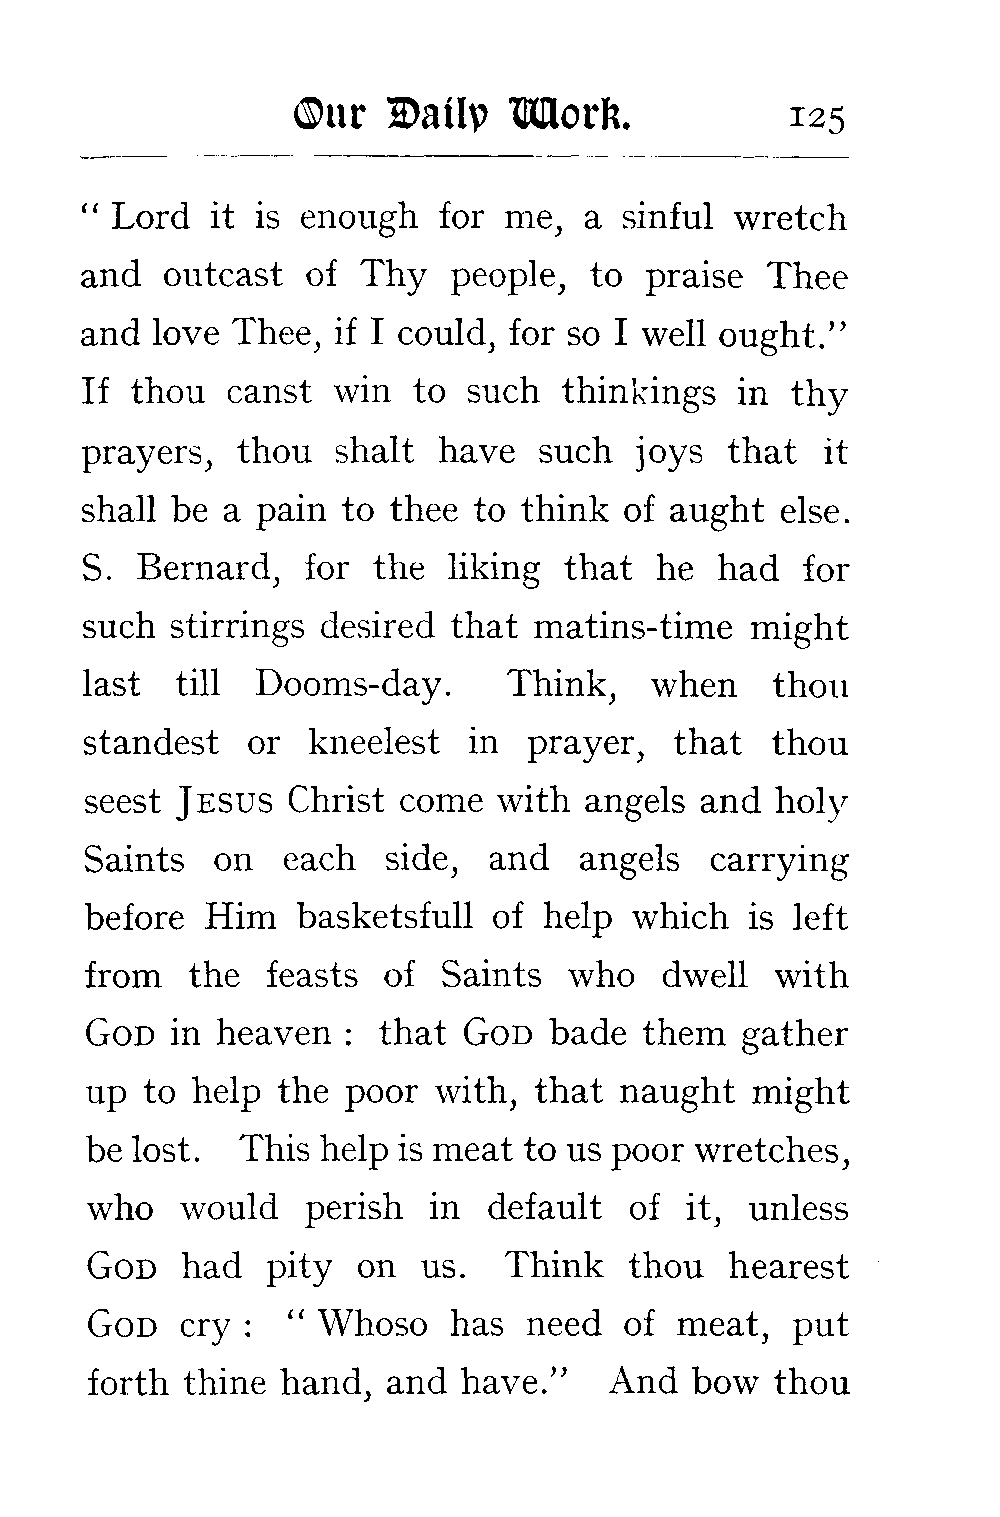 Our Daily Work. 125
“ Lord it is enough for me, a sinful wretch
and outcast of Thy people, to praise Thee
and love Thee, if I could, for so I well ought.”
If thou canst win to such thinkings in thy
prayers, thou shalt have such joys that it
shall be a pain to thee to think of aught else.
S. Bernard, for the liking that he had for
such stirrings desired that matins-time might
last till Dooms-day. Think, when thou
standest or kneelest in prayer, that thou
seest JESUS Christ come with angels and holy
Saints on each side, and angels carrying
before Him basketsfull of help which is left
from the feasts of Saints who dwell with
GOD in heaven : that GOD bade them gather
up to help the poor with, that naught might
be lost. This help is meat to us poor wretches,
who would perish in default of it, unless
GOD had pity on us. Think thou hearest
GOD cry : “ Whoso has need of meat, put
forth thine hand, and have.” And bow thou